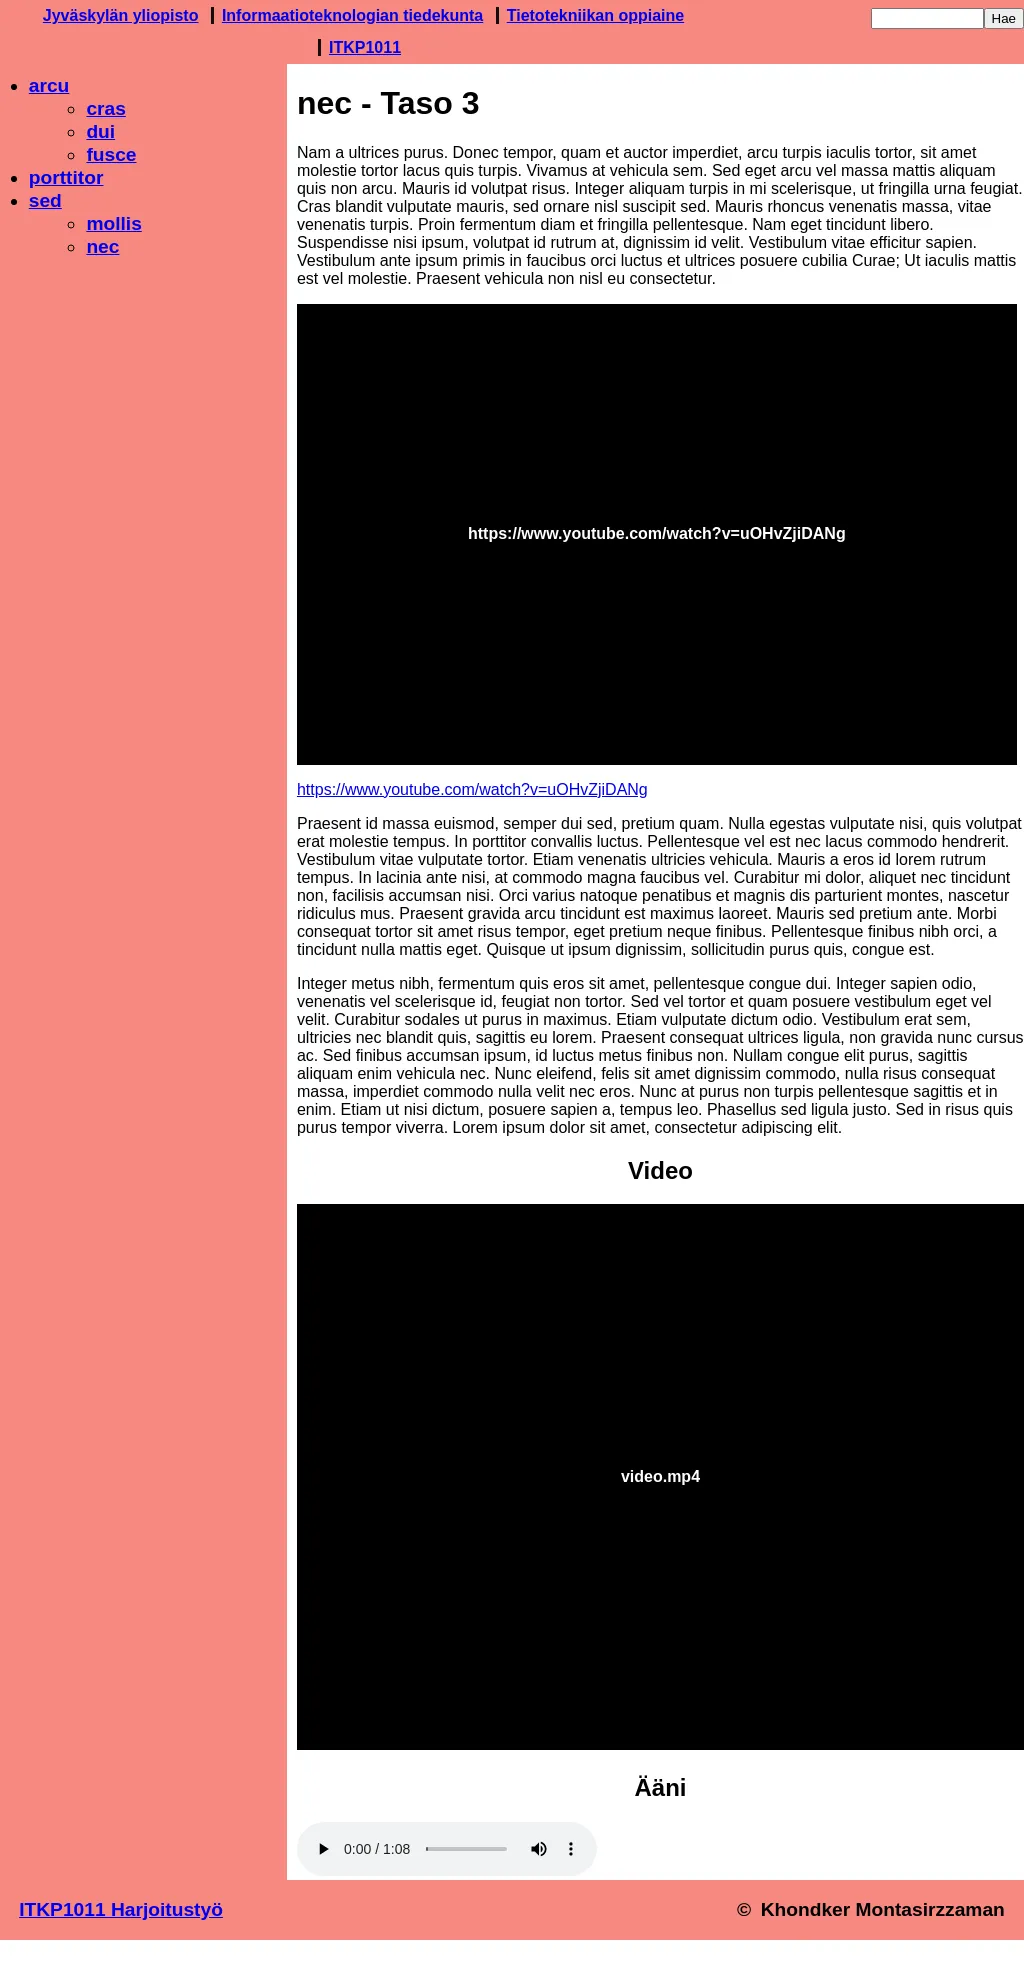 Jyväskylän yliopisto Informaatioteknologian tiedekunta Tietotekniikan oppiaine Hae
ITKP1011
arcu
cras
dui
fusce
porttitor
sed
mollis
nec
nec - Taso 3
Nam a ultrices purus. Donec tempor, quam et auctor imperdiet, arcu turpis iaculis tortor, sit amet
molestie tortor lacus quis turpis. Vivamus at vehicula sem. Sed eget arcu vel massa mattis aliquam
quis non arcu. Mauris id volutpat risus. Integer aliquam turpis in mi scelerisque, ut fringilla urna feugiat.
Cras blandit vulputate mauris, sed ornare nisl suscipit sed. Mauris rhoncus venenatis massa, vitae
venenatis turpis. Proin fermentum diam et fringilla pellentesque. Nam eget tincidunt libero.
Suspendisse nisi ipsum, volutpat id rutrum at, dignissim id velit. Vestibulum vitae efficitur sapien.
Vestibulum ante ipsum primis in faucibus orci luctus et ultrices posuere cubilia Curae; Ut iaculis mattis
est vel molestie. Praesent vehicula non nisl eu consectetur.
https://www.youtube.com/watch?v=uOHvZjiDANg
https://www.youtube.com/watch?v=uOHvZjiDANg
Praesent id massa euismod, semper dui sed, pretium quam. Nulla egestas vulputate nisi, quis volutpat
erat molestie tempus. In porttitor convallis luctus. Pellentesque vel est nec lacus commodo hendrerit.
Vestibulum vitae vulputate tortor. Etiam venenatis ultricies vehicula. Mauris a eros id lorem rutrum
tempus. In lacinia ante nisi, at commodo magna faucibus vel. Curabitur mi dolor, aliquet nec tincidunt
non, facilisis accumsan nisi. Orci varius natoque penatibus et magnis dis parturient montes, nascetur
ridiculus mus. Praesent gravida arcu tincidunt est maximus laoreet. Mauris sed pretium ante. Morbi
consequat tortor sit amet risus tempor, eget pretium neque finibus. Pellentesque finibus nibh orci, a
tincidunt nulla mattis eget. Quisque ut ipsum dignissim, sollicitudin purus quis, congue est.
Integer metus nibh, fermentum quis eros sit amet, pellentesque congue dui. Integer sapien odio,
venenatis vel scelerisque id, feugiat non tortor. Sed vel tortor et quam posuere vestibulum eget vel
velit. Curabitur sodales ut purus in maximus. Etiam vulputate dictum odio. Vestibulum erat sem,
ultricies nec blandit quis, sagittis eu lorem. Praesent consequat ultrices ligula, non gravida nunc cursus
ac. Sed finibus accumsan ipsum, id luctus metus finibus non. Nullam congue elit purus, sagittis
aliquam enim vehicula nec. Nunc eleifend, felis sit amet dignissim commodo, nulla risus consequat
massa, imperdiet commodo nulla velit nec eros. Nunc at purus non turpis pellentesque sagittis et in
enim. Etiam ut nisi dictum, posuere sapien a, tempus leo. Phasellus sed ligula justo. Sed in risus quis
purus tempor viverra. Lorem ipsum dolor sit amet, consectetur adipiscing elit.
Video
video.mp4
Ääni
0:00 / 1:08
ITKP1011 Harjoitustyö © Khondker Montasirzzaman